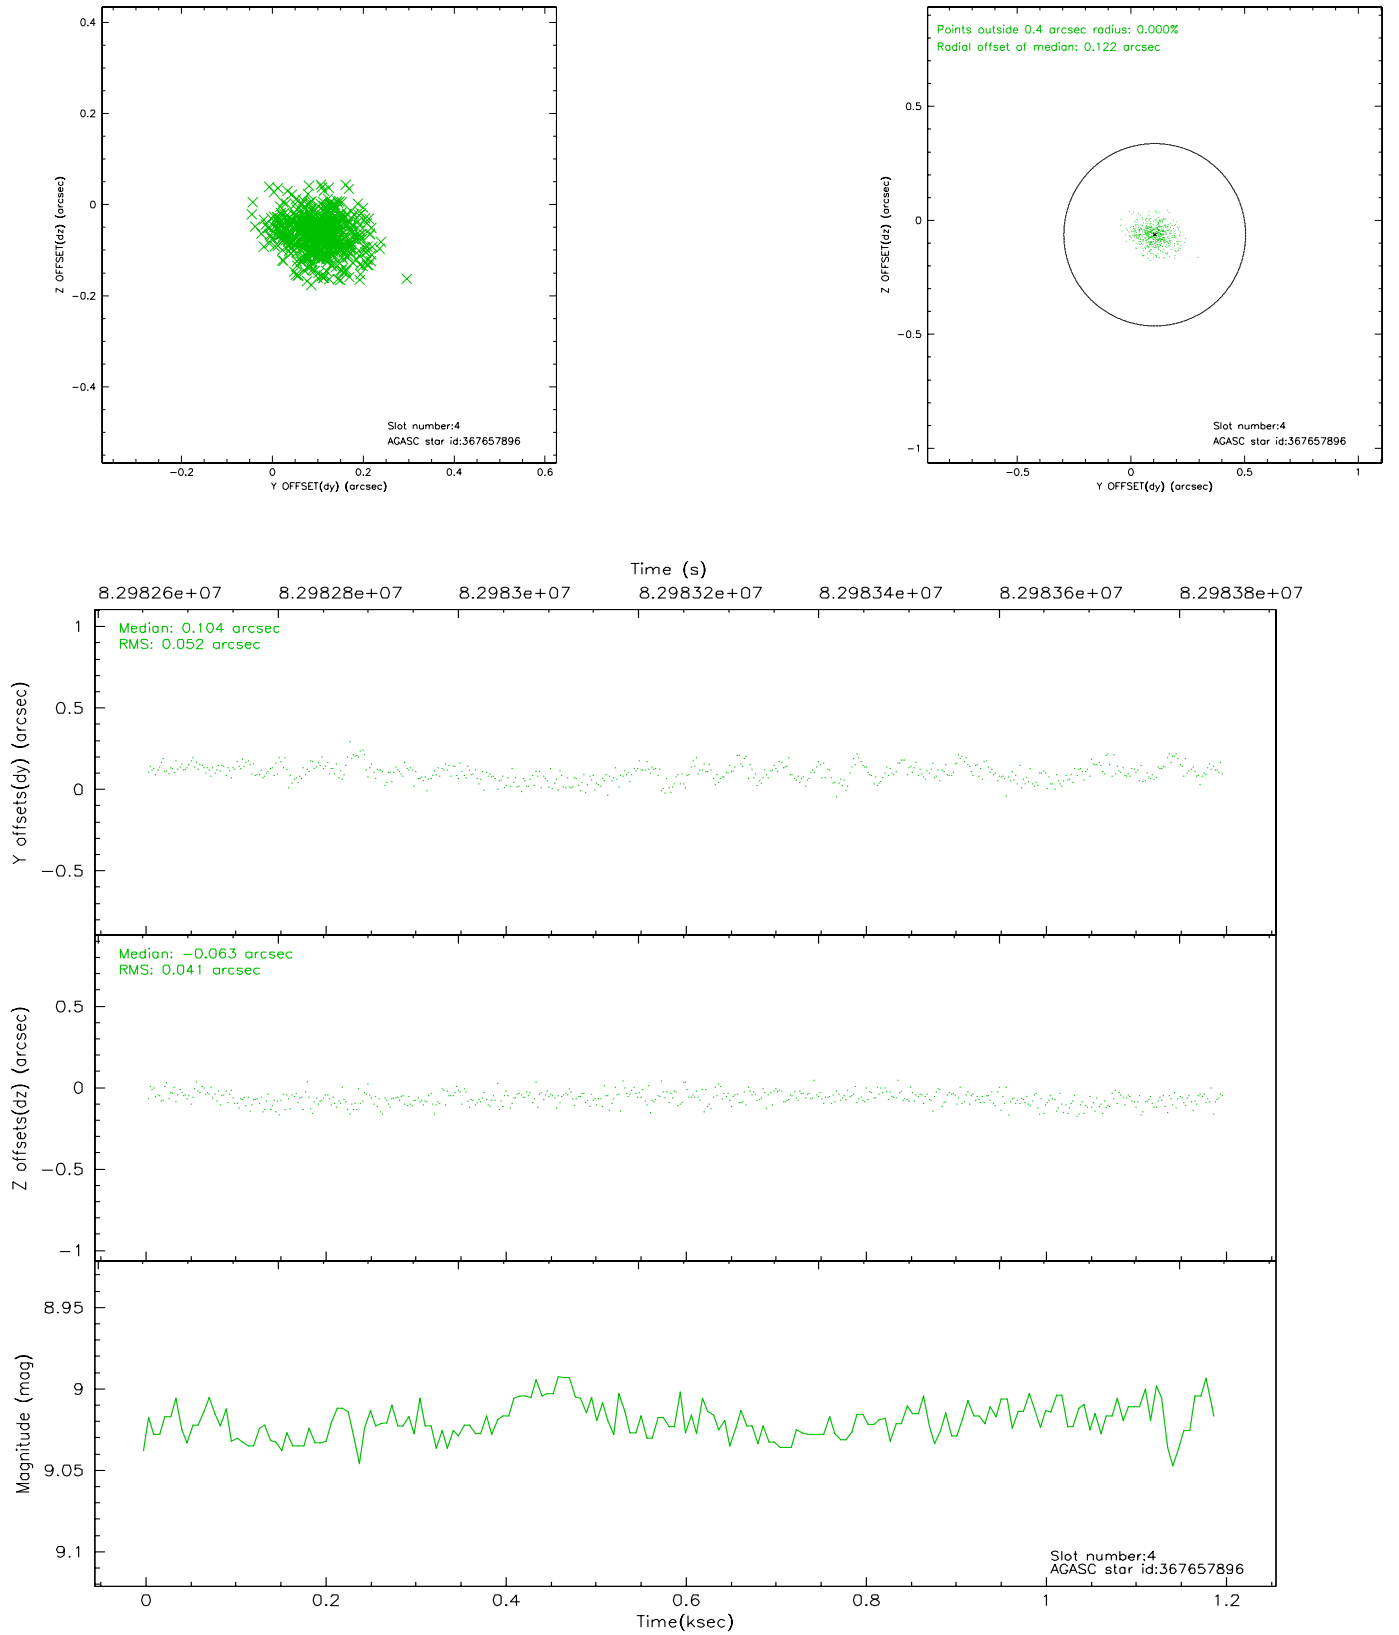 0.4
0.2
0
−0.2
−0.4
Z OFFSET(dz) (arcsec)
Slot number:4
AGASC star id:367657896
−0.2 0 0.2 0.4 0.6
Y OFFSET(dy) (arcsec)
Points outside 0.4 arcsec radius: 0.000%
Radial offset of median: 0.122 arcsec
0.5
0
−0.5
−1
Z OFFSET(dz) (arcsec)
Slot number:4
AGASC star id:367657896
−0.5 0 0.5 1
Y OFFSET(dy) (arcsec)
Time (s)
8.29826e+07 8.29828e+07 8.2983e+07 8.29832e+07 8.29834e+07 8.29836e+07 8.29838e+07
Median: 0.104 arcsec
RMS: 0.052 arcsec
1
0.5
0
−0.5
Y offsets(dy) (arcsec)
Median: −0.063 arcsec
RMS: 0.041 arcsec
0.5
0
−0.5
−1
Z offsets(dz) (arcsec)
8.95
9
9.05
9.1
Magnitude (mag)
Slot number:4
AGASC star id:367657896
0 0.2 0.4 0.6 0.8 1 1.2
Time(ksec)